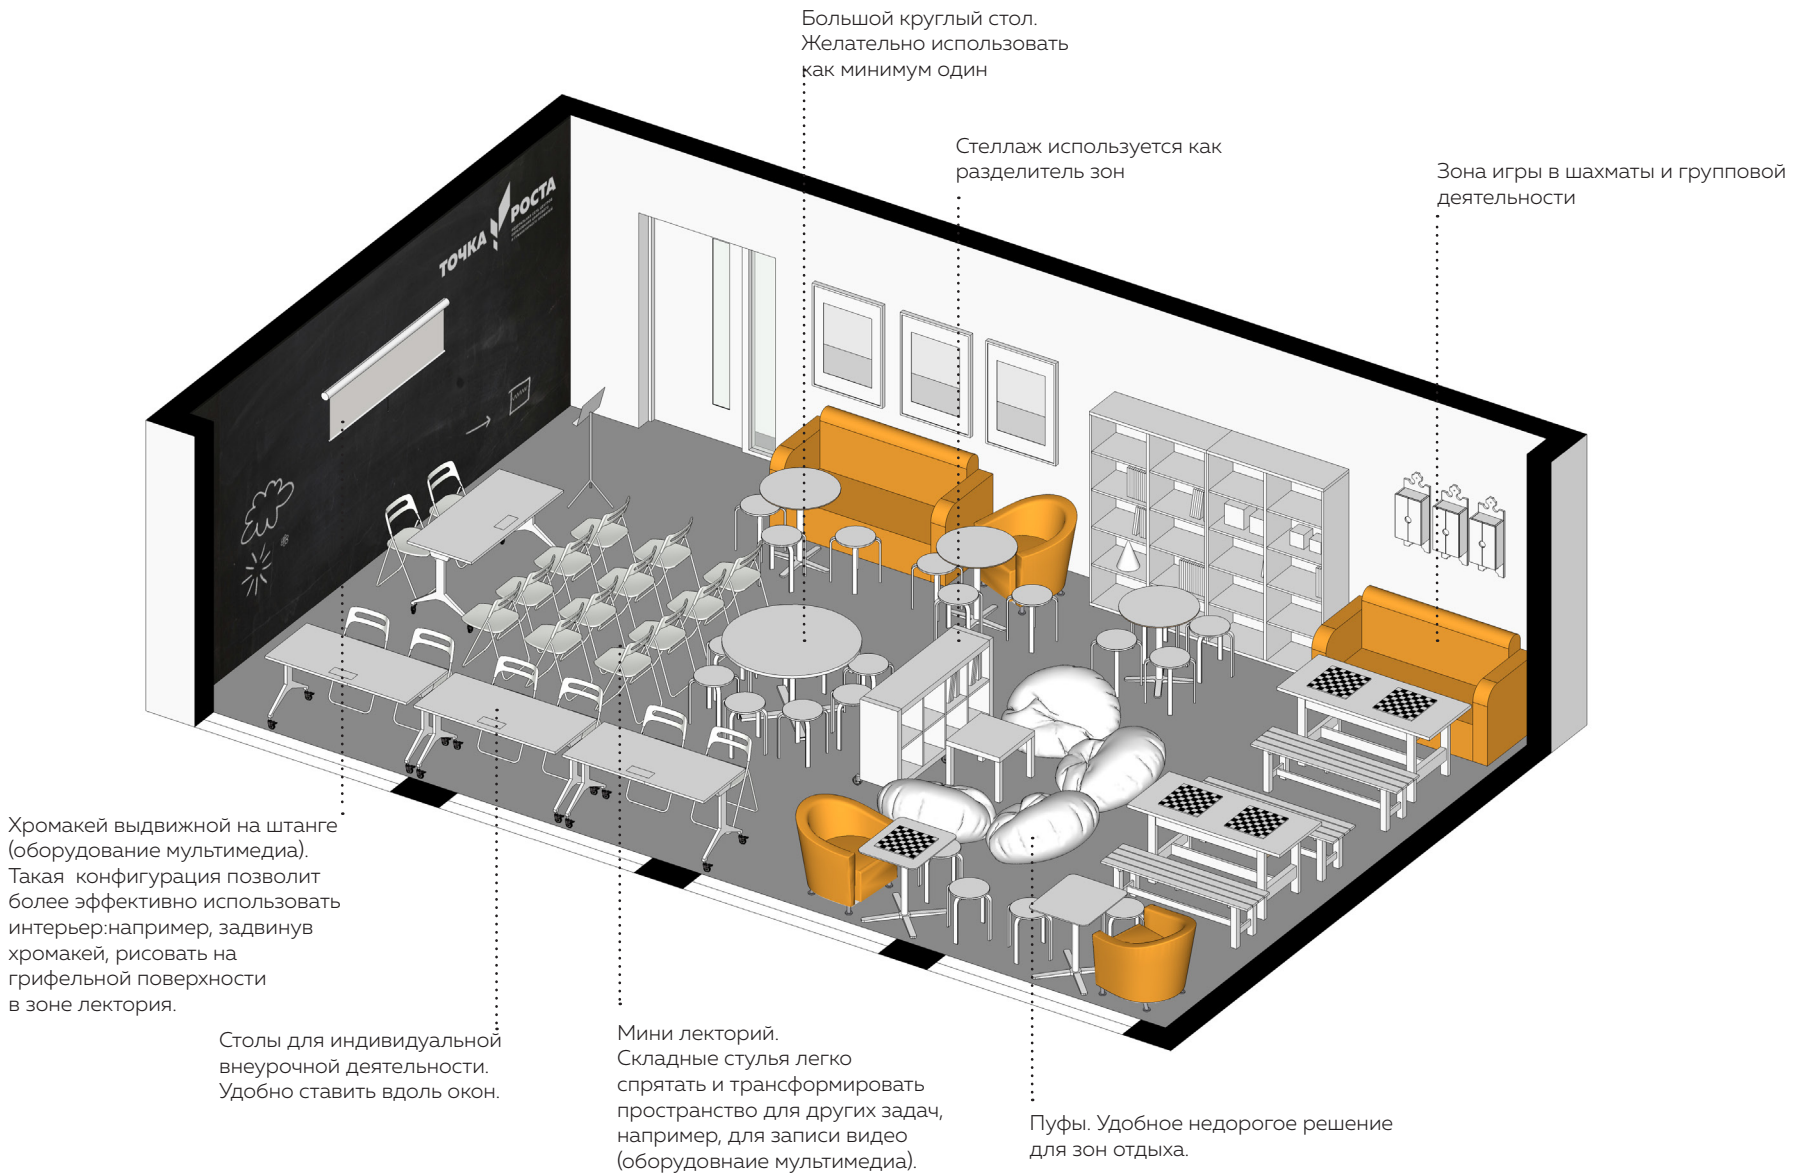 Большой круглый стол.
Желательно использовать
как минимум один
Стеллаж используется как
разделитель зон
Зона игры в шахматы и групповой
деятельности
ТОЧКА РОСТА
Хромакей выдвижной на штанге
(оборудование мультимедиа).
Такая конфигурация позволит
более эффективно использовать
интерьер:например, задвинув
хромакей, рисовать на
грифельной поверхности
в зоне лектория.
Столы для индивидуальной
внеурочной деятельности.
Удобно ставить вдоль окон.
Мини лекторий.
Складные стулья легко
спрятать и трансформировать
пространство для других задач,
например, для записи видео
(оборудовнаие мультимедиа).
Пуфы. Удобное недорогое решение
для зон отдыха.